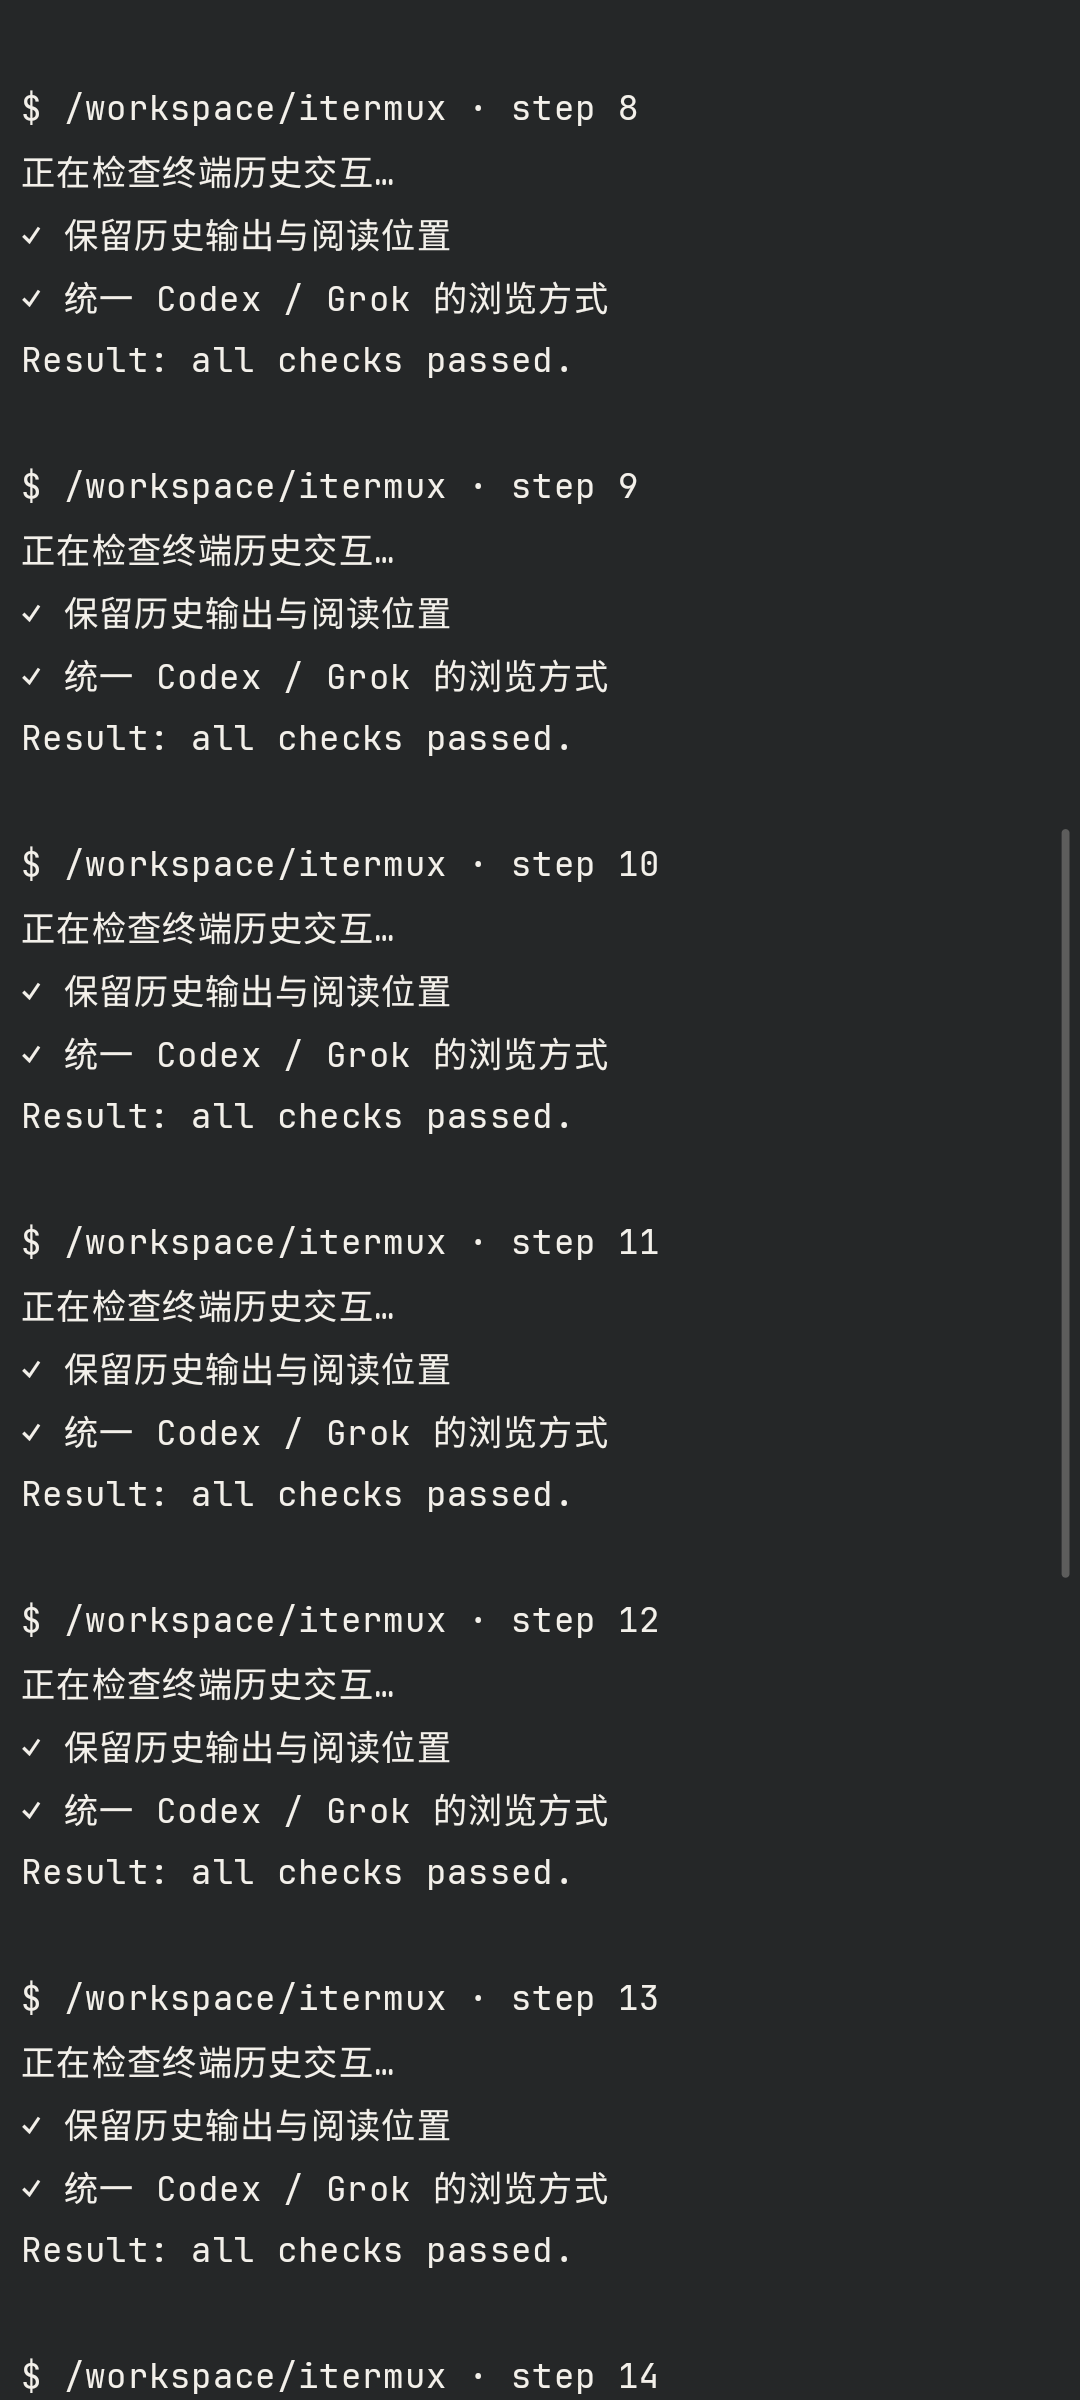 $ /workspace/itermux · step 8
正在检查终端历史交互…
✓ 保留历史输出与阅读位置
✓ 统一 Codex / Grok 的浏览方式
Result: all checks passed.
$ /workspace/itermux · step 9
正在检查终端历史交互…
✓ 保留历史输出与阅读位置
✓ 统一 Codex / Grok 的浏览方式
Result: all checks passed.
$ /workspace/itermux · step 10
正在检查终端历史交互…
✓ 保留历史输出与阅读位置
✓ 统一 Codex / Grok 的浏览方式
Result: all checks passed.
$ /workspace/itermux · step 11
正在检查终端历史交互…
✓ 保留历史输出与阅读位置
✓ 统一 Codex / Grok 的浏览方式
Result: all checks passed.
$ /workspace/itermux · step 12
正在检查终端历史交互…
✓ 保留历史输出与阅读位置
✓ 统一 Codex / Grok 的浏览方式
Result: all checks passed.
$ /workspace/itermux · step 13
正在检查终端历史交互…
✓ 保留历史输出与阅读位置
✓ 统一 Codex / Grok 的浏览方式
Result: all checks passed.
$ /workspace/itermux · step 14